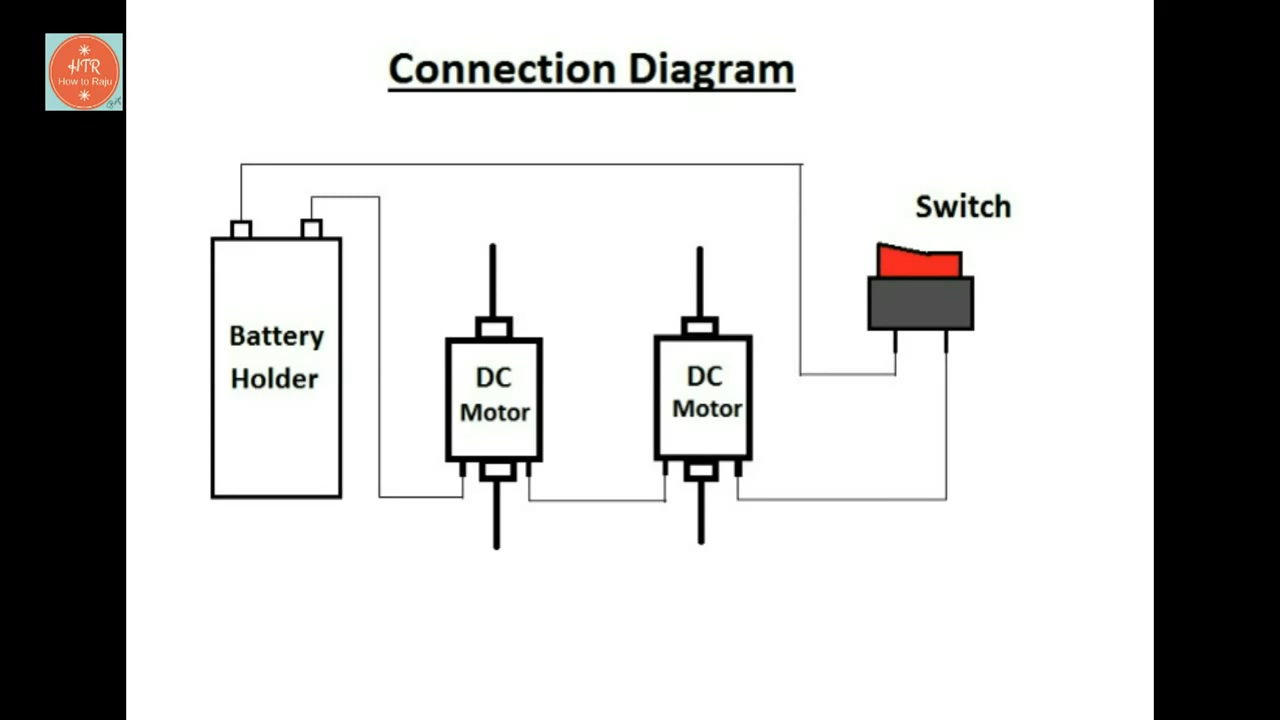 HTR
How to Raju
Connection Diagram
Switch
Battery
Holder
DC
Motor
DC
Motor